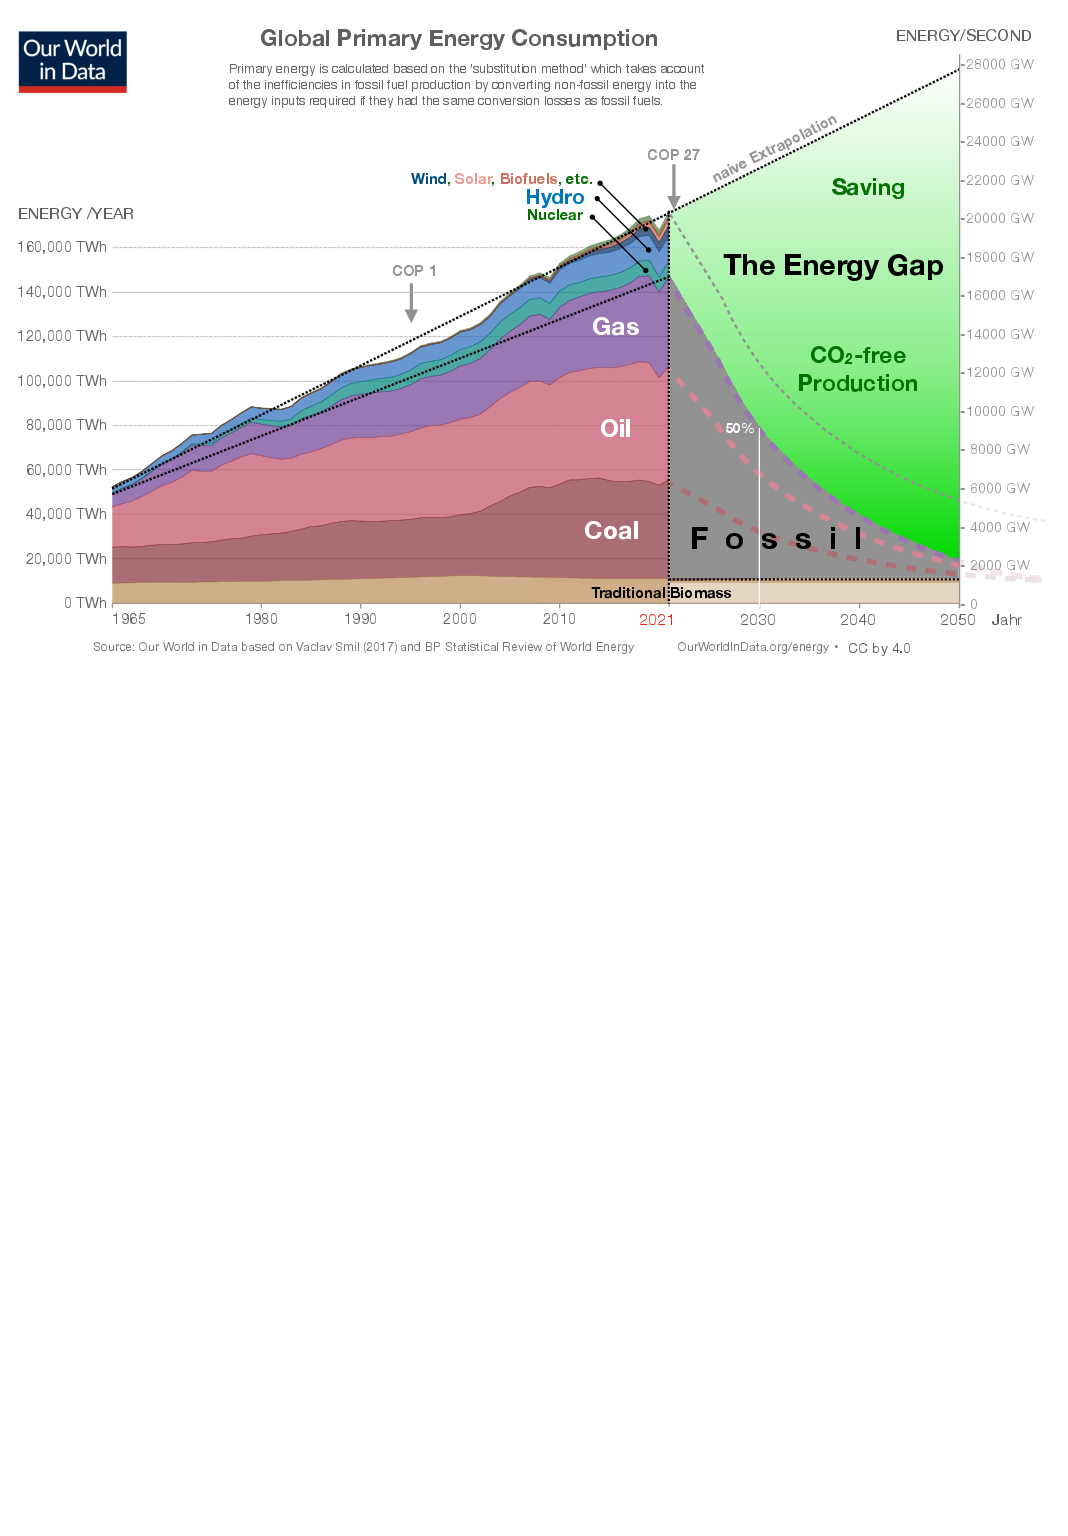 Our World
in Data
Global Primary Energy Consumption
Primary energy is calculated based on the 'substitution method' which takes account
of the inefficiencies in fossil fuel production by converting non-fossil energy into the
energy inputs required if they had the same conversion losses as fossil fuels.
ENERGY/SECOND
28000 GW
26000 GW
24000 GW
22000 GW
20000 GW
18000 GW
16000 GW
14000 GW
12000 GW
10000 GW
8000 GW
6000 GW
4000 GW
2000 GW
0
naive Extrapolation
COP 27
Saving
The Energy Gap
CO₂-free
Production
Wind, Solar, Biofuels, etc.
Hydro
Nuclear
ENERGY /YEAR
160,000 TWh
140,000 TWh
120,000 TWh
100,000 TWh
80,000 TWh
60,000 TWh
40,000 TWh
20,000 TWh
0 TWh
COP 1
Gas
Oil
Coal
50%
Fossil
Traditional Biomass
1965
1980
1990
2000
2010
2021
2030
2040
2050
Jahr
Source: Our World in Data based on Vaclav Smil (2017) and BP Statistical Review of World Energy
OurWorldInData.org/energy • CC by 4.0